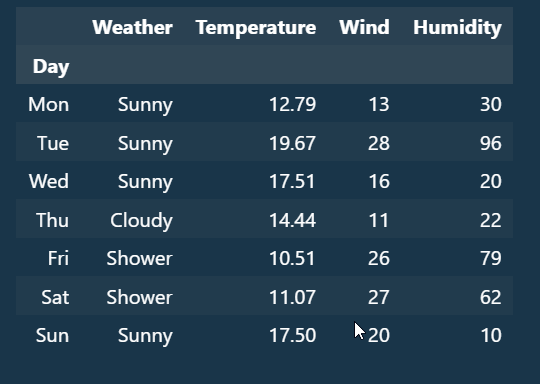 Weather Temperature Wind Humidity
Day
Mon Sunny 12.79 13 30
Tue Sunny 19.67 28 96
Wed Sunny 17.51 16 20
Thu Cloudy 14.44 11 22
Fri Shower 10.51 26 79
Sat Shower 11.07 27 62
Sun Sunny 17.50 20 10